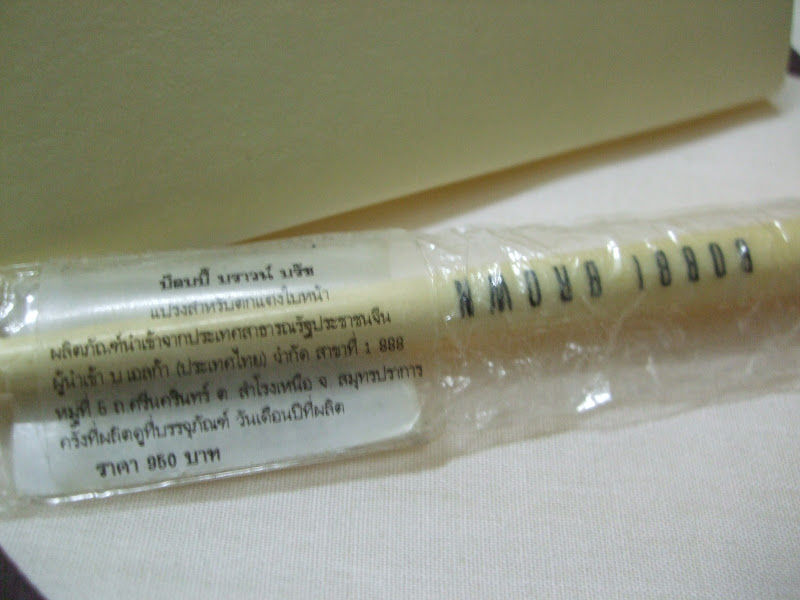 บ๊อบบี้ บราวน์ บรัช
แปรงสำหรับตกแต่งใบหน้า
ผลิตภัณฑ์นำเข้าจากประเทศสาธารณรัฐประชาชนจีน
ผู้นำเข้า บ.เอลก้า (ประเทศไทย) จำกัด สาขาที่ 1 888
หมู่ที่ 5 ถ.ศรีนครินทร์ ต. สำโรงเหนือ จ. สมุทรปราการ
ครั้งที่ผลิตดูที่บรรจุภัณฑ์ วันเดือนปีที่ผลิต
ราคา 950 บาท
BOBBI BROWN